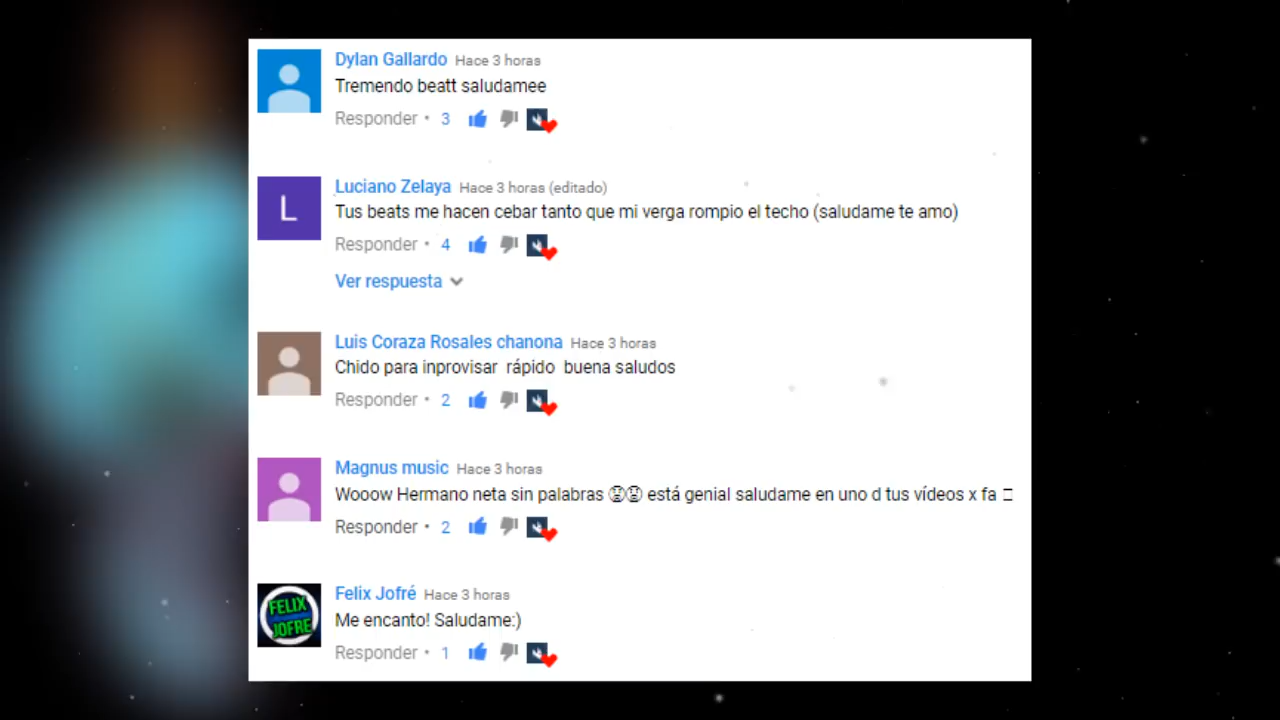 Dylan Gallardo Hace 3 horas
Tremendo beatt saludamee
Responder • 3
L
Luciano Zelaya Hace 3 horas (editado)
Tus beats me hacen cebar tanto que mi verga rompio el techo (saludame te amo)
Responder • 4
Ver respuesta
Luis Coraza Rosales chanona Hace 3 horas
Chido para inprovisar rápido buena saludos
Responder • 2
Magnus music Hace 3 horas
Wooow Hermano neta sin palabras 😲😲 está genial saludame en uno d tus vídeos x fa
Responder • 2
FELIX
JOFRE
Felix Jofré Hace 3 horas
Me encanto! Saludame:)
Responder • 1